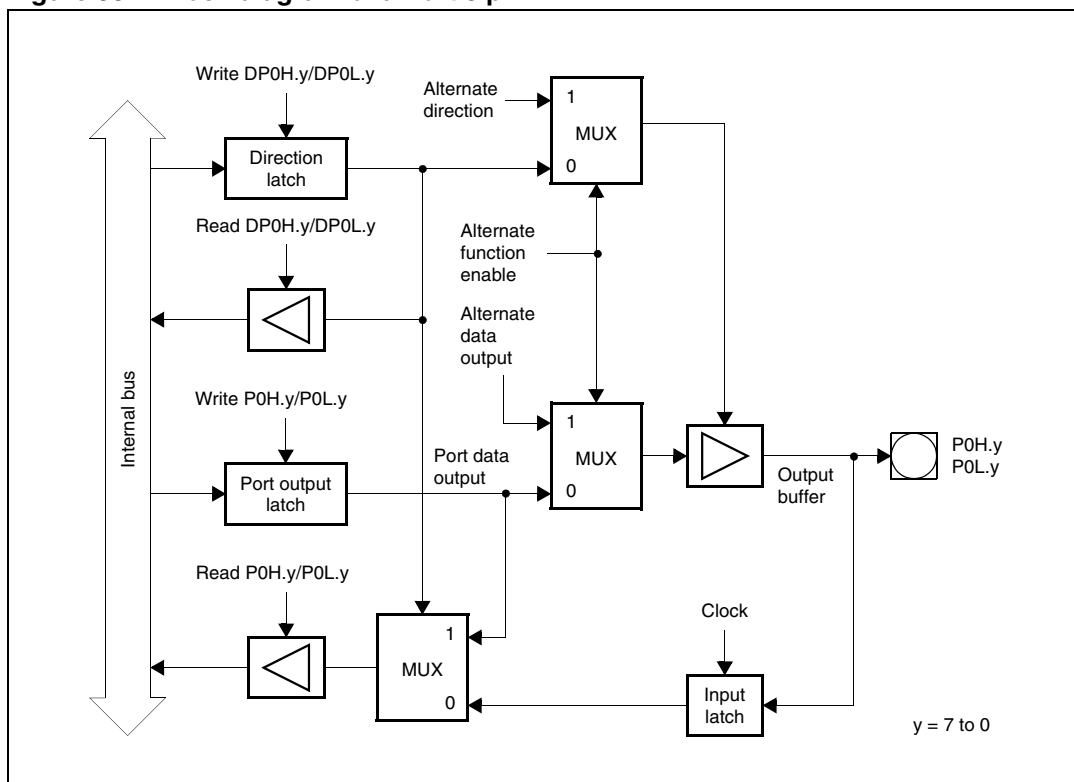 Write DP0H.y/DP0L.y
Alternate
direction
1
MUX
0
Direction
latch
Read DP0H.y/DP0L.y
Alternate
function
enable
Alternate
data
output
Internal bus
Write P0H.y/P0L.y
1
MUX
0
Port data
output
Port output
latch
Output
buffer
P0H.y
P0L.y
Read P0H.y/P0L.y
Clock
1
MUX
0
Input
latch
y = 7 to 0